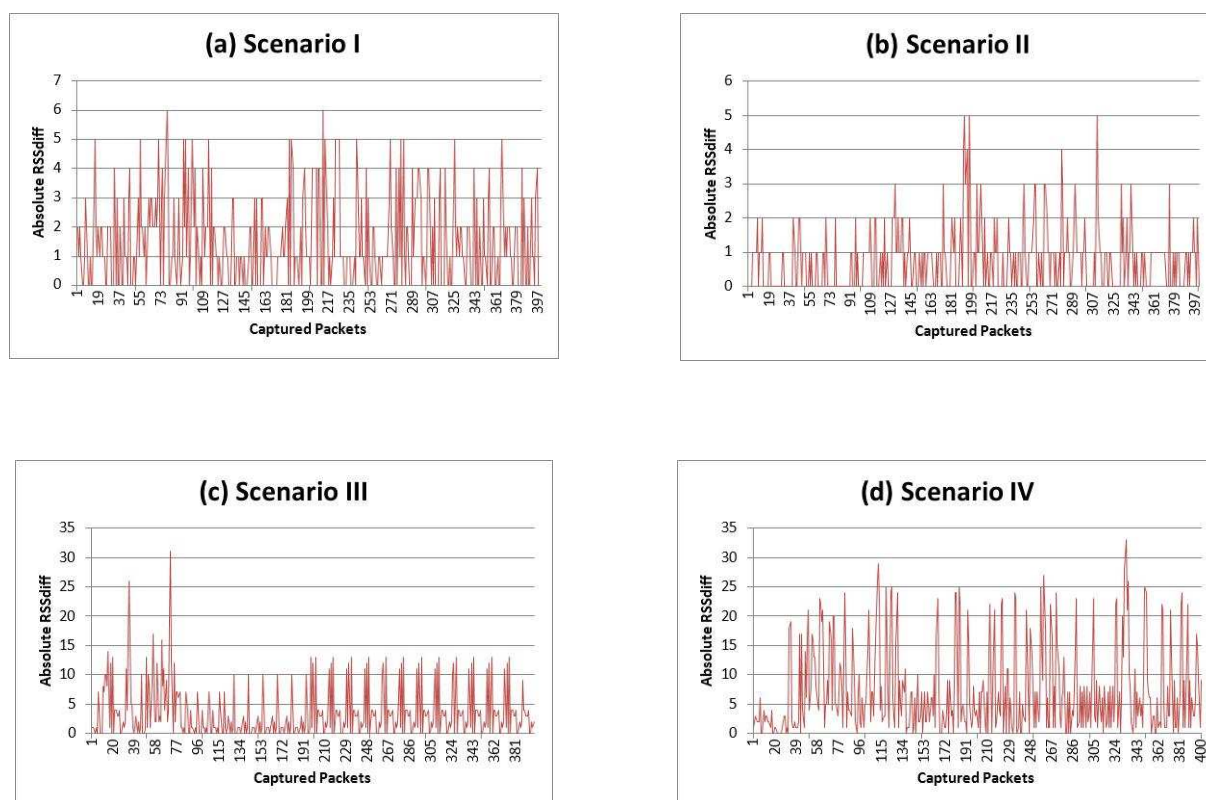 (a) Scenario I
7
6
5
4
3
2
1
0
Absolute RSSdiff
1 19 37 55 73 91 109 127 145 163 181 199 217 235 253 271 289 307 325 343 361 379 397
Captured Packets
(b) Scenario II
6
5
4
3
2
1
0
Absolute RSSdiff
1 19 37 55 73 91 109 127 145 163 181 199 217 235 253 271 289 307 325 343 361 379 397
Captured Packets
(c) Scenario III
35
30
25
20
15
10
5
0
Absolute RSSdiff
1 20 39 58 77 96 115 134 153 172 191 210 229 248 267 286 305 324 343 362 381
Captured Packets
(d) Scenario IV
35
30
25
20
15
10
5
0
Absolute RSSdiff
1 20 39 58 77 96 115 134 153 172 191 210 229 248 267 286 305 324 343 362 381 400
Captured Packets